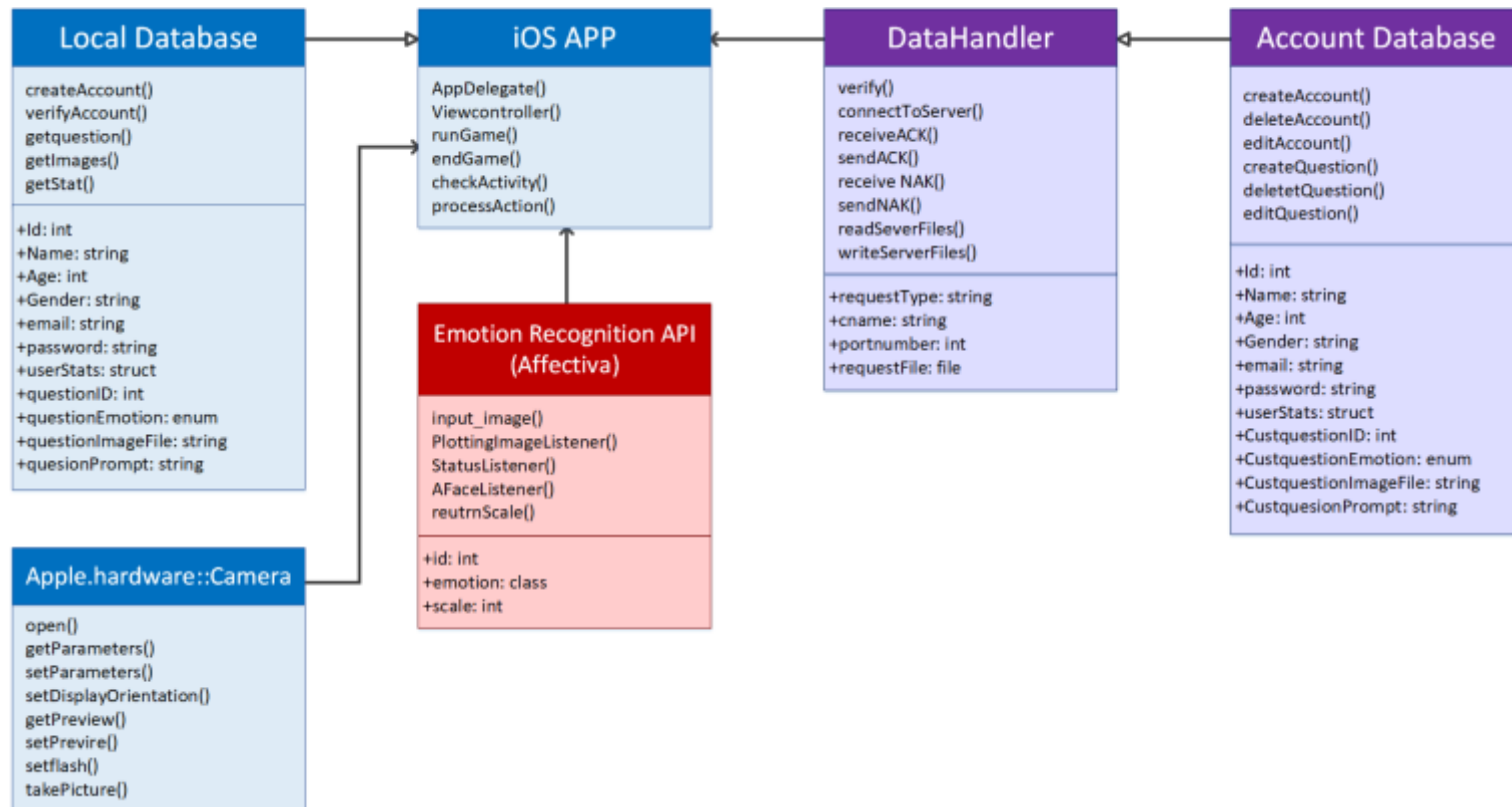 Local Database
createAccount()
verifyAccount()
getquestion()
getImages()
getStat()
+Id: int
+Name: string
+Age: int
+Gender: string
+email: string
+password: string
+userStats: struct
+questionID: int
+questionEmotion: enum
+questionImageFile: string
+quesionPrompt: string
Apple.hardware::Camera
open()
getParameters()
setParameters()
setDisplayOrientation()
getPreview()
setPrevire()
setflash()
takePicture()
iOS APP
AppDelegate()
Viewcontroller()
runGame()
endGame()
checkActivity()
processAction()
Emotion Recognition API
(Affectiva)
input_image()
PlottingImageListener()
StatusListener()
AFaceListener()
reutrnScale()
+id: int
+emotion: class
+scale: int
DataHandler
verify()
connectToServer()
receiveACK()
sendACK()
receive NAK()
sendNAK()
readSeverFiles()
writeServerFiles()
+requestType: string
+cname: string
+portnumber: int
+requestFile: file
Account Database
createAccount()
deleteAccount()
editAccount()
createQuestion()
deletetQuestion()
editQuestion()
+Id: int
+Name: string
+Age: int
+Gender: string
+email: string
+password: string
+userStats: struct
+CustquestionID: int
+CustquestionEmotion: enum
+CustquestionImageFile: string
+CustquesionPrompt: string